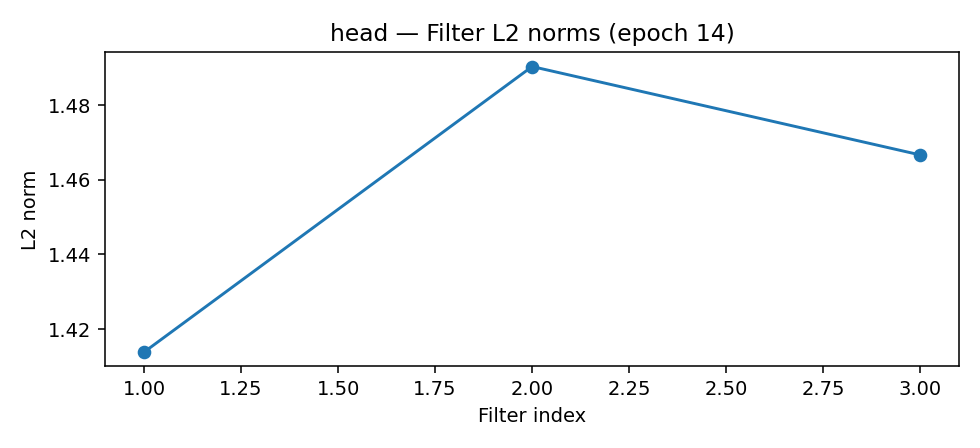 head — Filter L2 norms (epoch 14)
1.48
1.46
1.44
1.42
L2 norm
1.00 1.25 1.50 1.75 2.00 2.25 2.50 2.75 3.00
Filter index